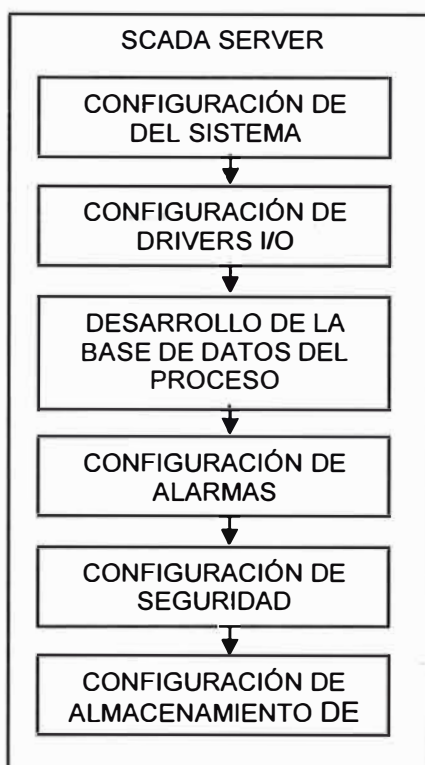 SCADA SERVER
CONFIGURACIÓN DE
DEL SISTEMA
CONFIGURACIÓN DE
DRIVERS I/O
DESARROLLO DE LA
BASE DE DATOS DEL
PROCESO
CONFIGURACIÓN DE
ALARMAS
CONFIGURACIÓN DE
SEGURIDAD
CONFIGURACIÓN DE
ALMACENAMIENTO DE